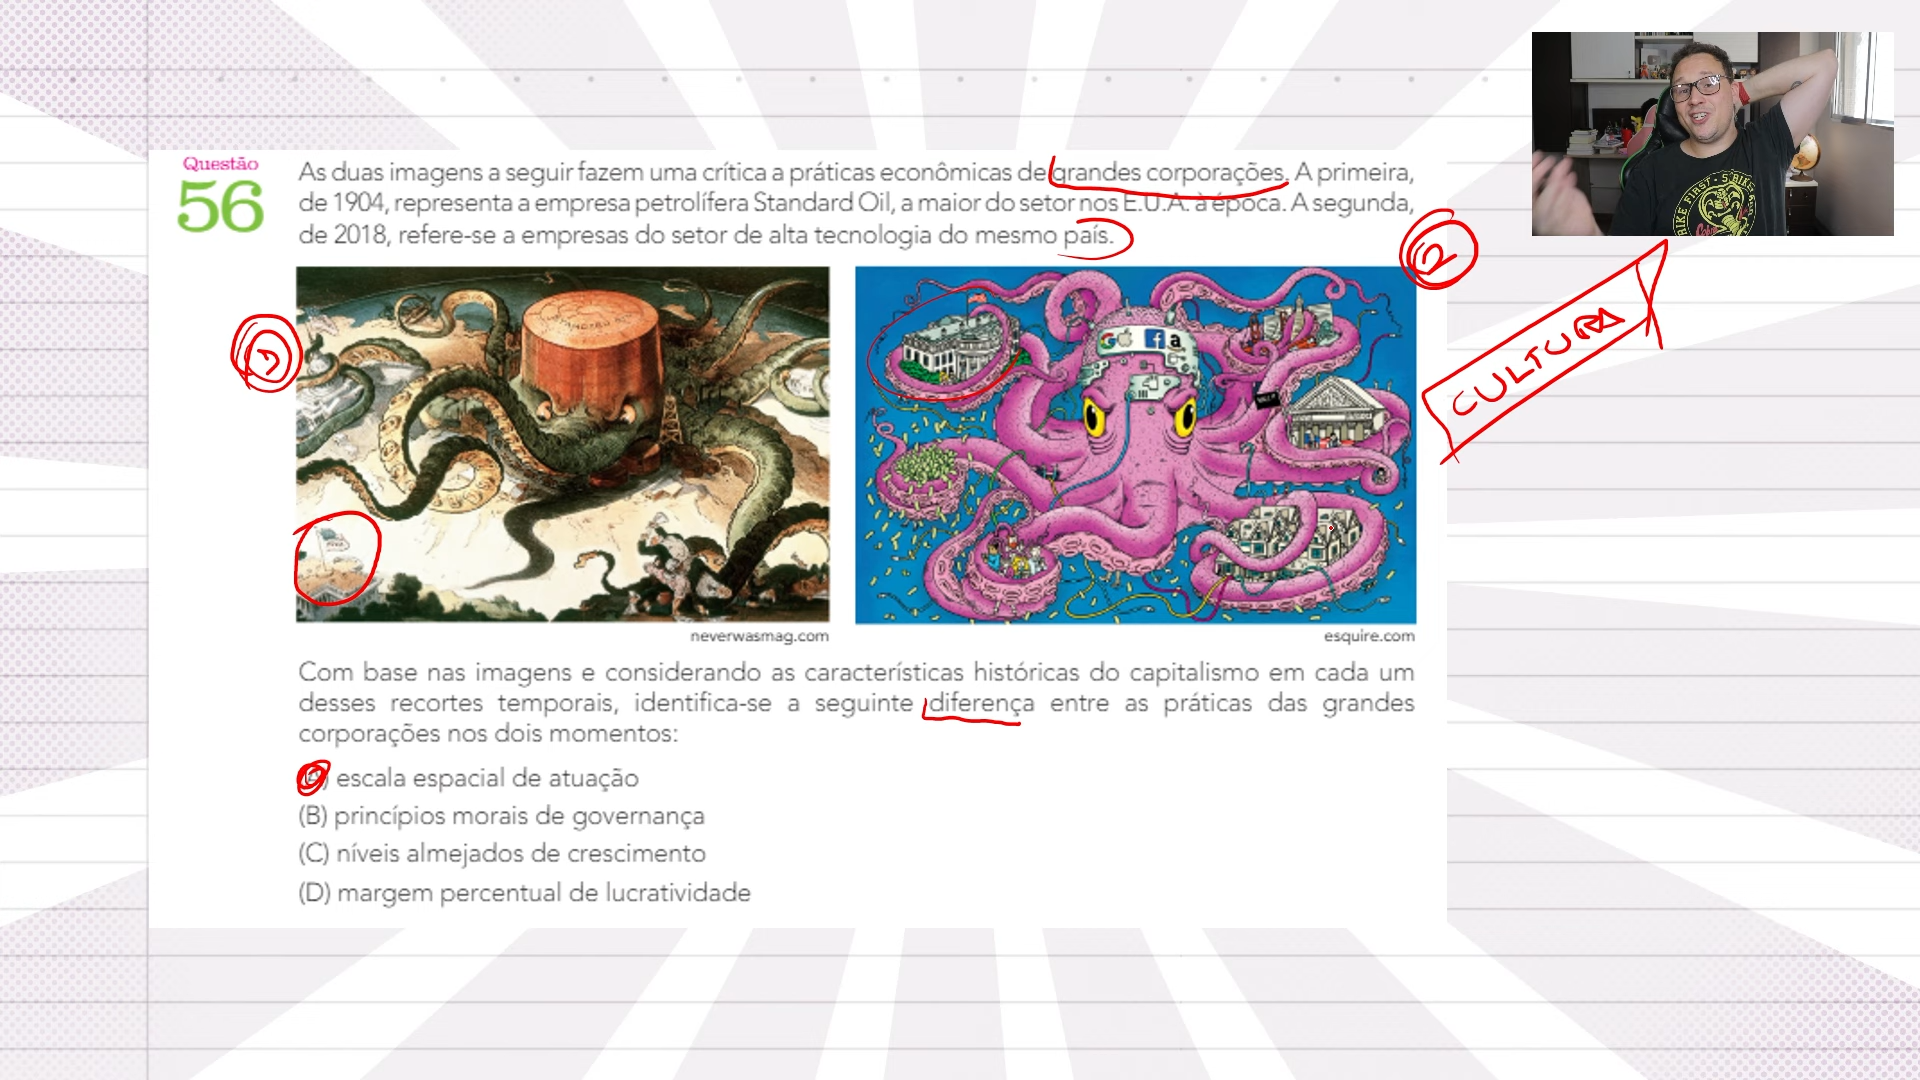 Questão
56
As duas imagens a seguir fazem uma crítica a práticas econômicas de grandes corporações. A primeira,
de 1904, representa a empresa petrolífera Standard Oil, a maior do setor nos E.U.A. à época. A segunda,
de 2018, refere-se a empresas do setor de alta tecnologia do mesmo país.
1
2
CULTURA
G f a
neverwasmag.com
esquire.com
Com base nas imagens e considerando as características históricas do capitalismo em cada um
desses recortes temporais, identifica-se a seguinte diferença entre as práticas das grandes
corporações nos dois momentos:
(A) escala espacial de atuação
(B) princípios morais de governança
(C) níveis almejados de crescimento
(D) margem percentual de lucratividade